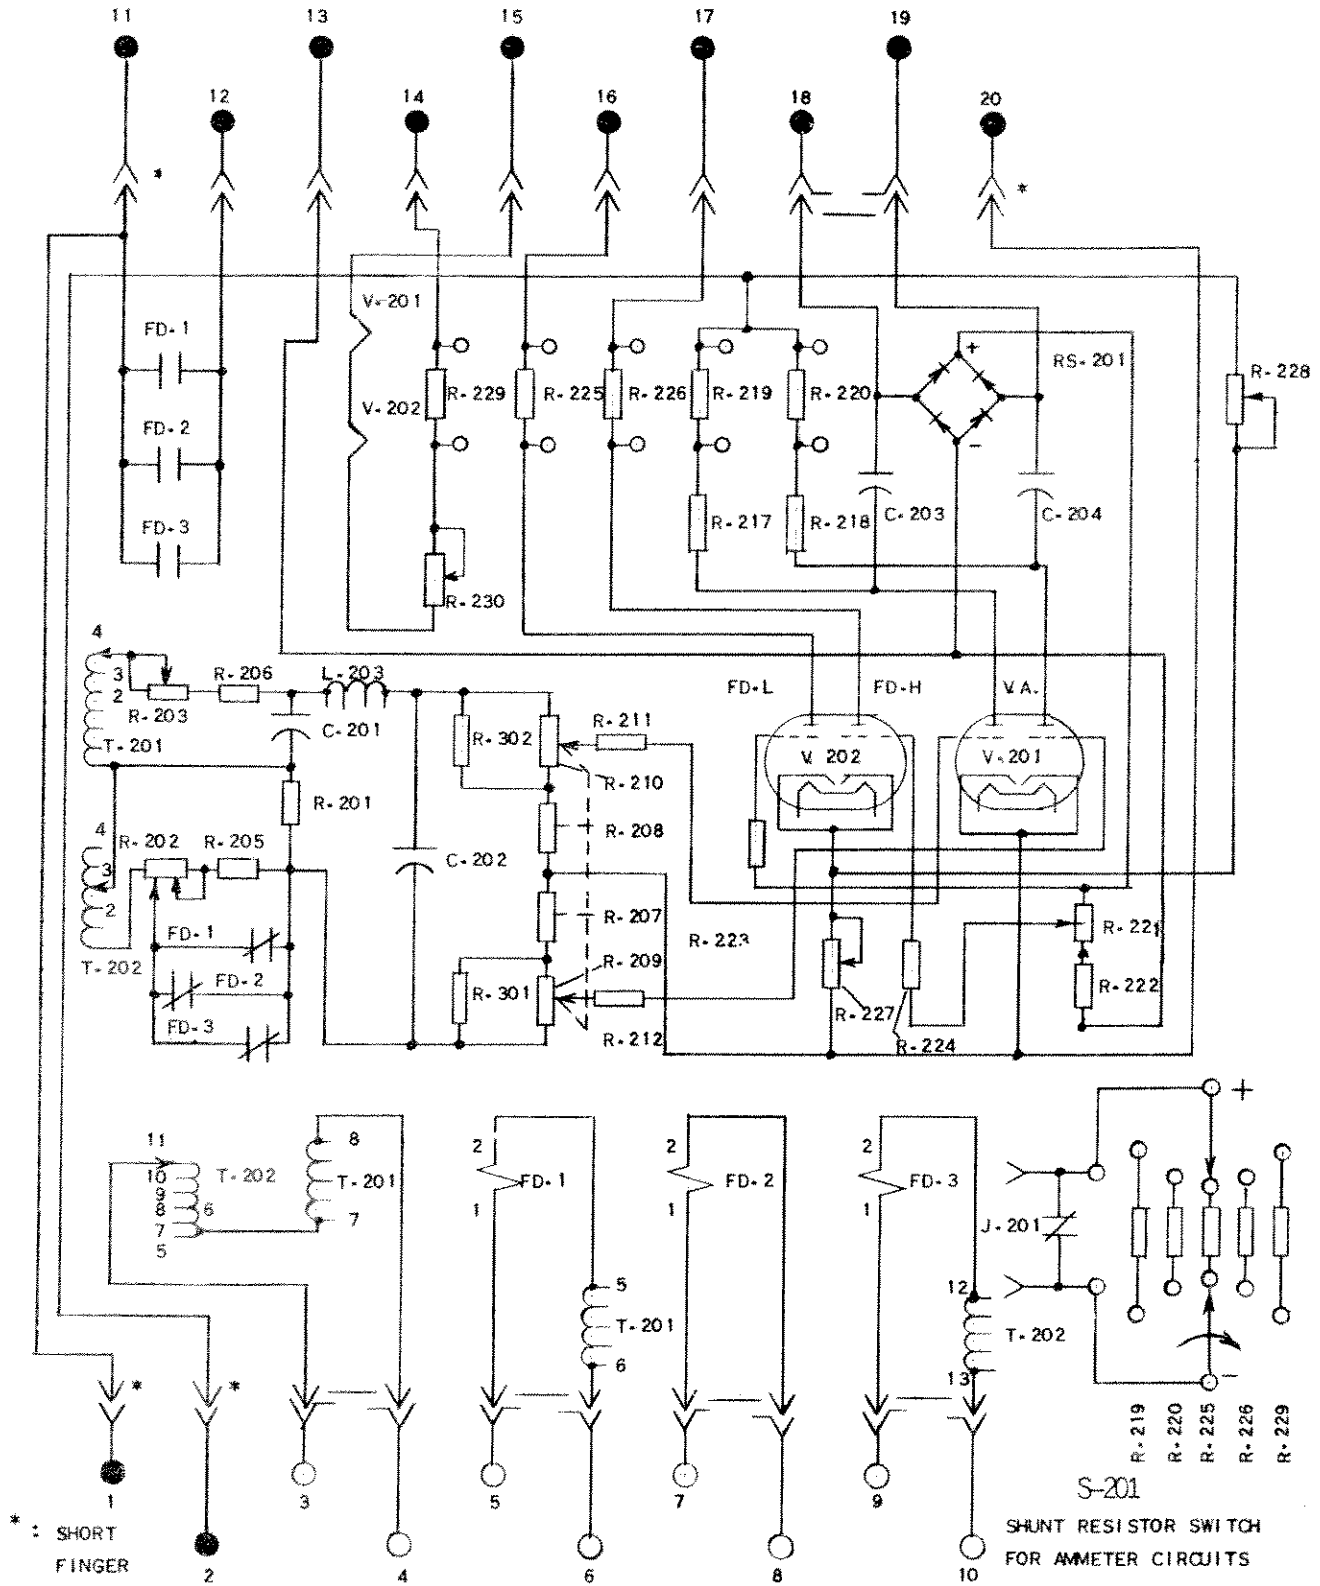 11
13
15
17
19
12
14
16
18
20
*
*
V-201
FD-1
RS-201
R-228
V-202
R-229
R-225
R-226
R-219
R-220
FD-2
+
-
FD-3
R-217
R-218
C-203
C-204
R-230
4
3
2
R-206
L-203
FD-L
FD-H
V.A.
R-203
C-201
R-211
T-201
R-302
V. 202
V-201
R-210
R-201
4
R-202
R-205
R-208
3
C-202
2
R-207
FD-1
R-223
R-221
T-202
FD-2
R-209
R-301
R-222
FD-3
R-227
R-212
R-224
11
10
9
8
7
5
6
T-202
8
T-201
7
2
FD-1
1
2
FD-2
1
2
FD-3
1
J-201
+
5
T-201
6
12
T-202
13
-
*
*
R-219
R-220
R-225
R-226
R-229
1
3
5
7
9
S-201
* : SHORT
FINGER
2
4
6
8
10
SHUNT RESISTOR SWITCH
FOR AMMETER CIRCUITS